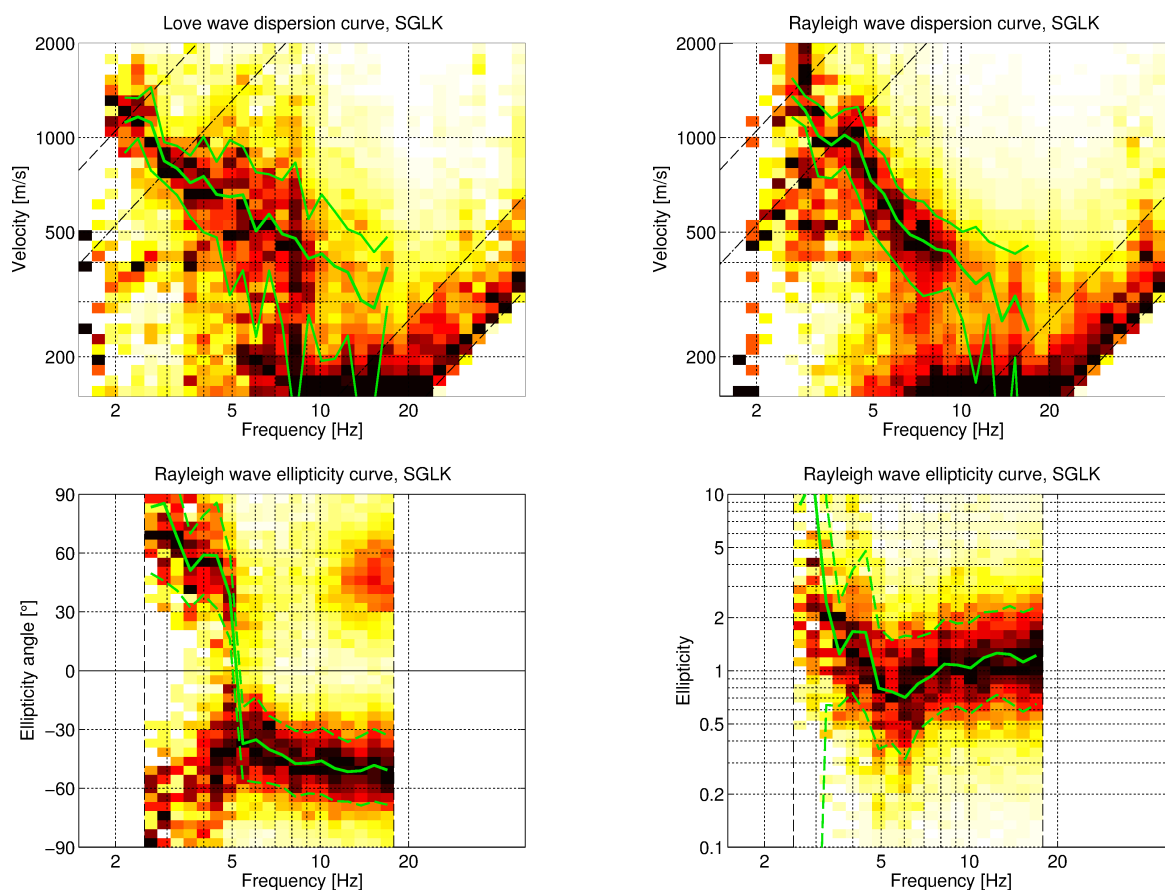 Love wave dispersion curve, SGLK
Rayleigh wave dispersion curve, SGLK
2000
1000
500
200
Velocity [m/s]
2 5 10 20
Frequency [Hz]
2000
1000
500
200
Velocity [m/s]
2 5 10 20
Frequency [Hz]
Rayleigh wave ellipticity curve, SGLK
Rayleigh wave ellipticity curve, SGLK
90
60
30
0
−30
−60
−90
Ellipticity angle [°]
2 5 10 20
Frequency [Hz]
10
5
2
1
0.5
0.2
0.1
Ellipticity
2 5 10 20
Frequency [Hz]